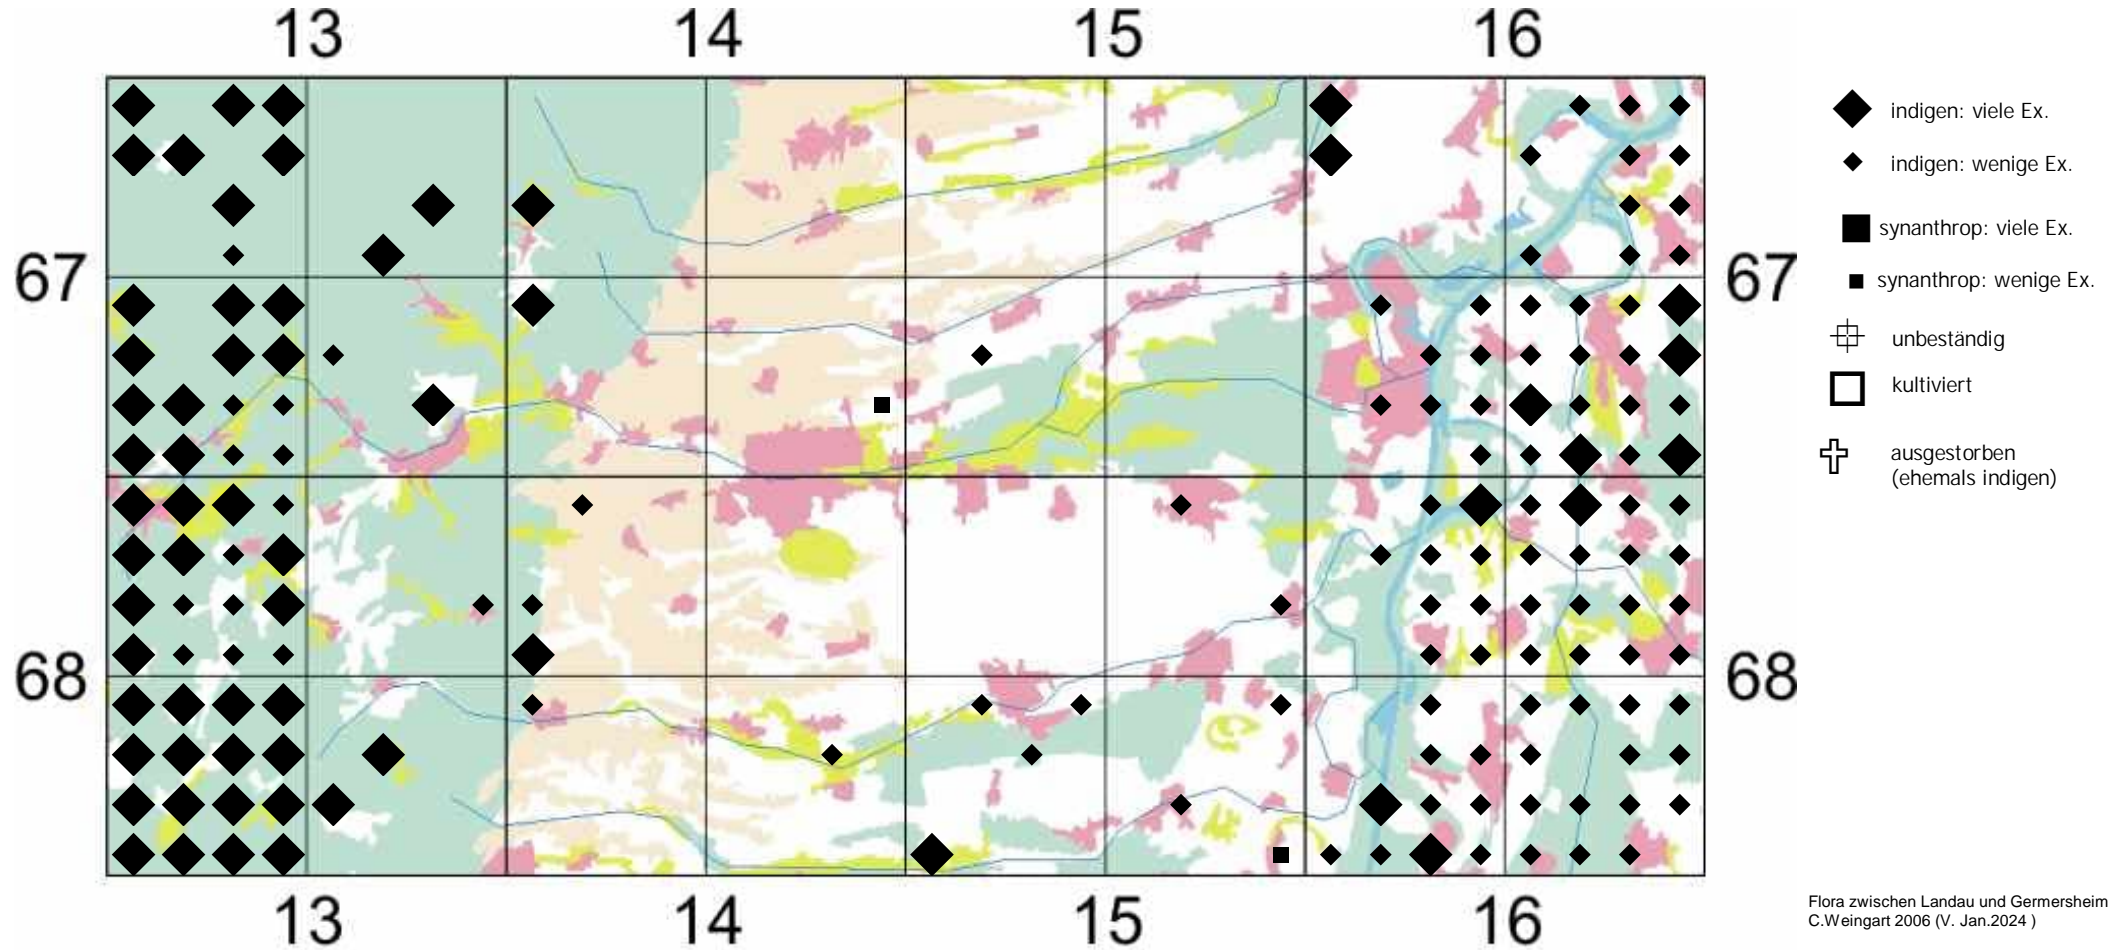 13 14 15 16
indigen: viele Ex.
indigen: wenige Ex.
synanthrop: viele Ex.
67 67
synanthrop: wenige Ex.
unbeständig
kultiviert
ausgestorben
(ehemals indigen)
68 68
13 14 15 16
Flora zwischen Landau und Germersheim
C.Weingart 2006 (V. Jan.2024 )